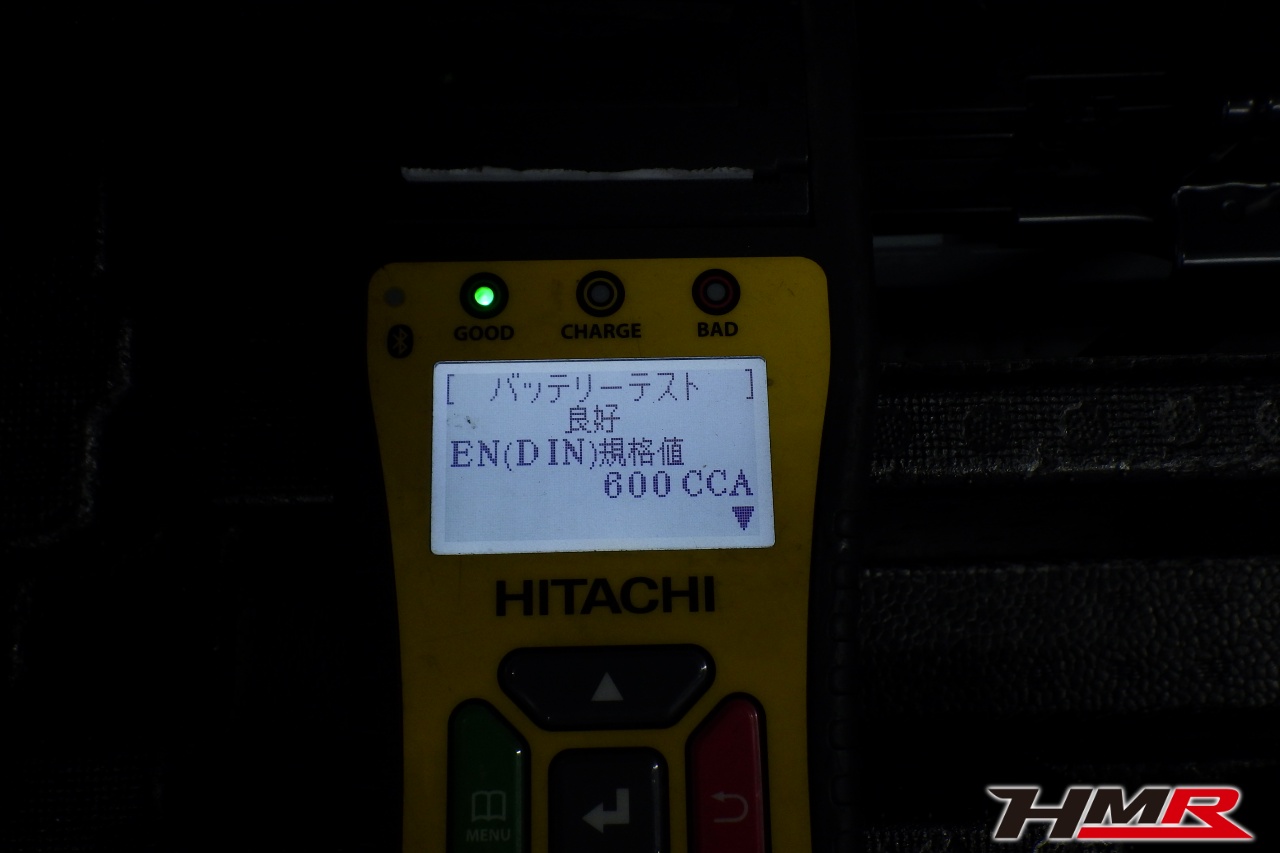 GOOD CHARGE BAD
[ バッテリーテスト ]
良好
EN(DIN)規格値
600 CCA
HITACHI
MENU
HMR